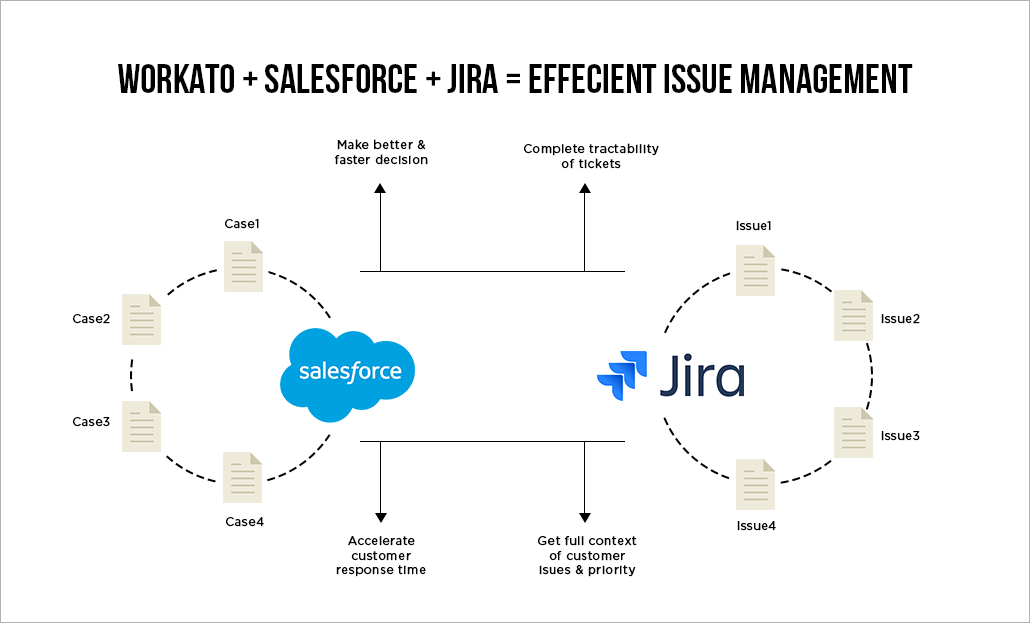 WORKATO + SALESFORCE + JIRA = EFFECIENT ISSUE MANAGEMENT
Make better &
faster decision
Complete tractability
of tickets
Case1
Case2
Case3
Case4
salesforce
Jira
Issue1
Issue2
Issue3
Issue4
Accelerate
customer
response time
Get full context
of customer
isues & priority